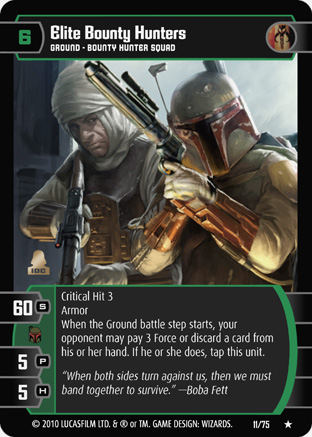 6
Elite Bounty Hunters
GROUND - BOUNTY HUNTER SQUAD
IDC
60 S
5 P
5 H
Critical Hit 3
Armor
When the Ground battle step starts, your
opponent may pay 3 Force or discard a card from
his or her hand. If he or she does, tap this unit.
“When both sides turn against us, then we must
band together to survive.” —Boba Fett
© 2010 LUCASFILM LTD. & ® or TM. GAME DESIGN: WIZARDS.
11/75